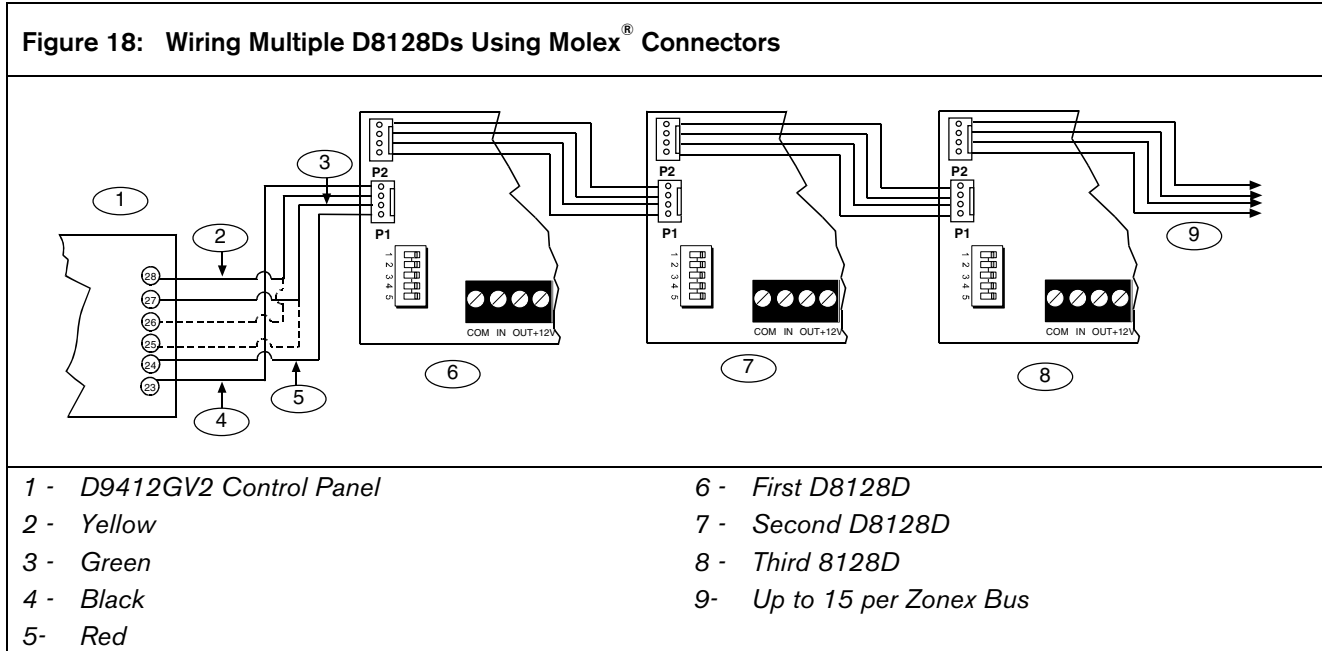 Figure 18: Wiring Multiple D8128Ds Using Molex® Connectors
1
2
3
4
5
6
7
8
9
28
27
26
25
24
23
P2
P1
1 2 3 4 5
COM IN OUT+12V
P2
P1
1 2 3 4 5
COM IN OUT+12V
P2
P1
1 2 3 4 5
COM IN OUT+12V
1 - D9412GV2 Control Panel
2 - Yellow
3 - Green
4 - Black
5- Red
6 - First D8128D
7 - Second D8128D
8 - Third 8128D
9- Up to 15 per Zonex Bus